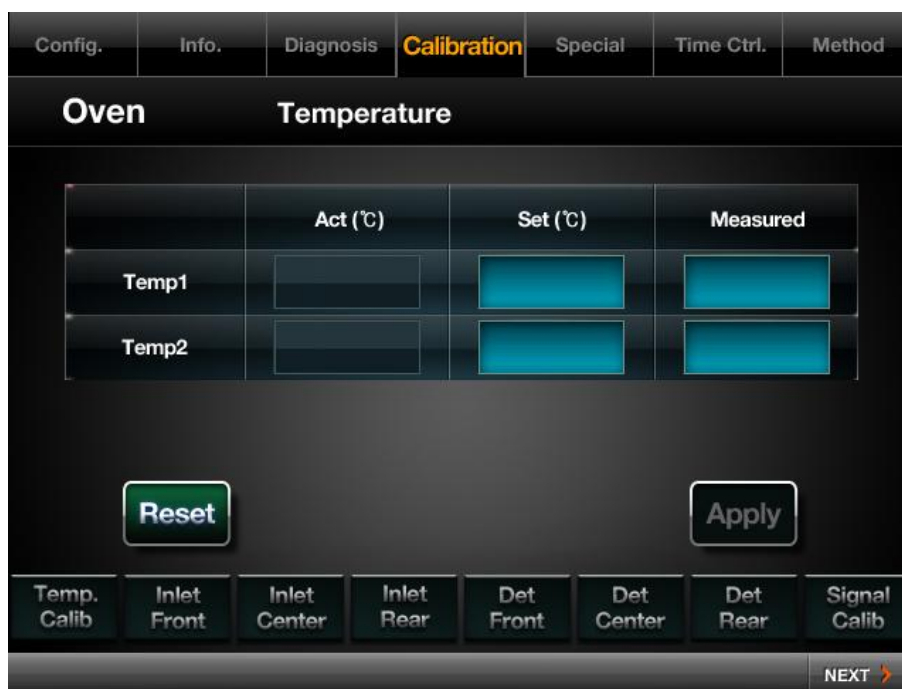 Config. Info. Diagnosis Calibration Special Time Ctrl. Method
Oven Temperature
Act (℃) Set (℃) Measured
Temp1
Temp2
Reset Apply
Temp. Calib Inlet Front Inlet Center Inlet Rear Det Front Det Center Det Rear Signal Calib
NEXT